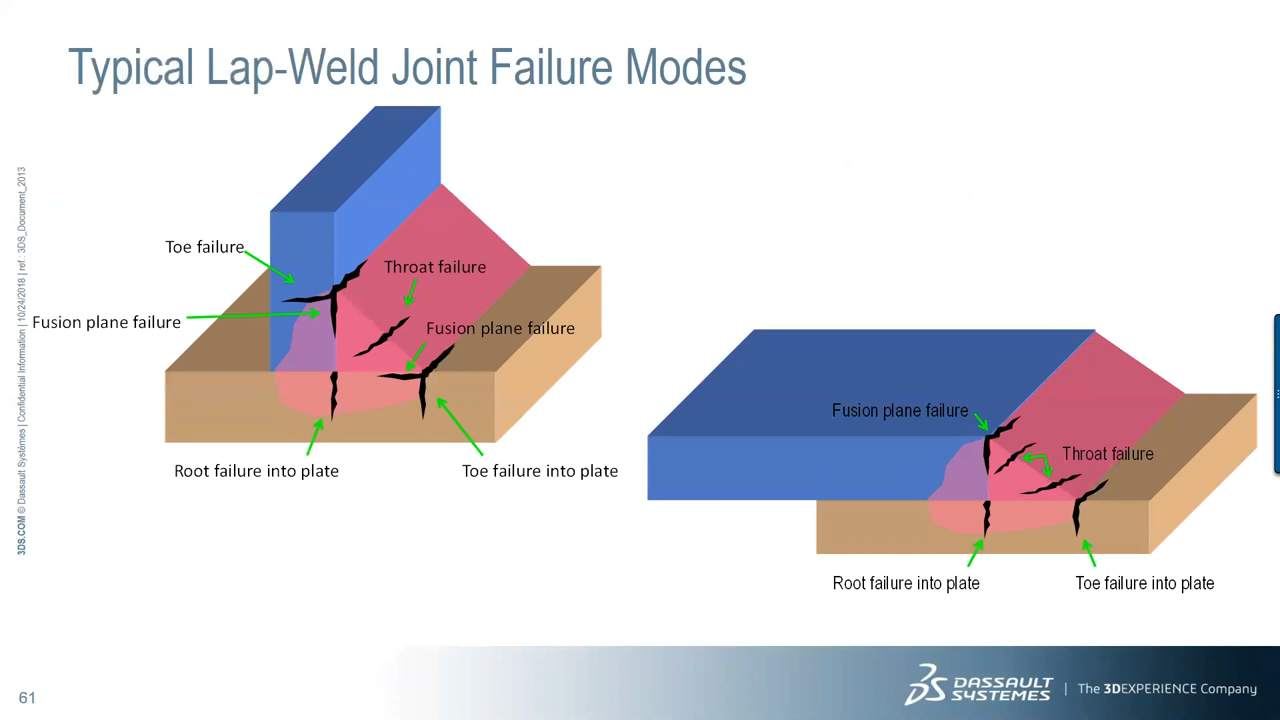 Typical Lap-Weld Joint Failure Modes
3DS.COM © Dassault Systèmes | Confidential Information | 10/24/2018 | ref.: 3DS_Document_2013
Toe failure
Throat failure
Fusion plane failure
Fusion plane failure
Root failure into plate
Toe failure into plate
Fusion plane failure
Throat failure
Root failure into plate
Toe failure into plate
61
DASSAULT
SYSTEMES
The 3DEXPERIENCE Company